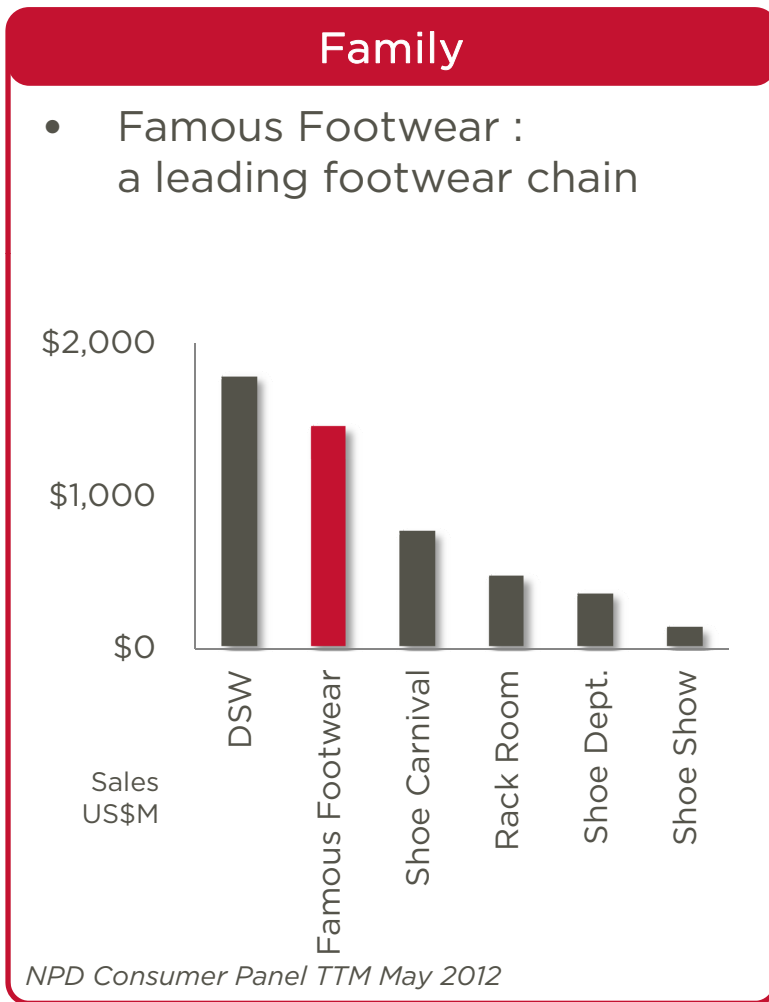 Family
• Famous Footwear :
a leading footwear chain
$2,000
$1,000
$0
DSW
Famous Footwear
Shoe Carnival
Rack Room
Shoe Dept.
Shoe Show
Sales
US$M
NPD Consumer Panel TTM May 2012